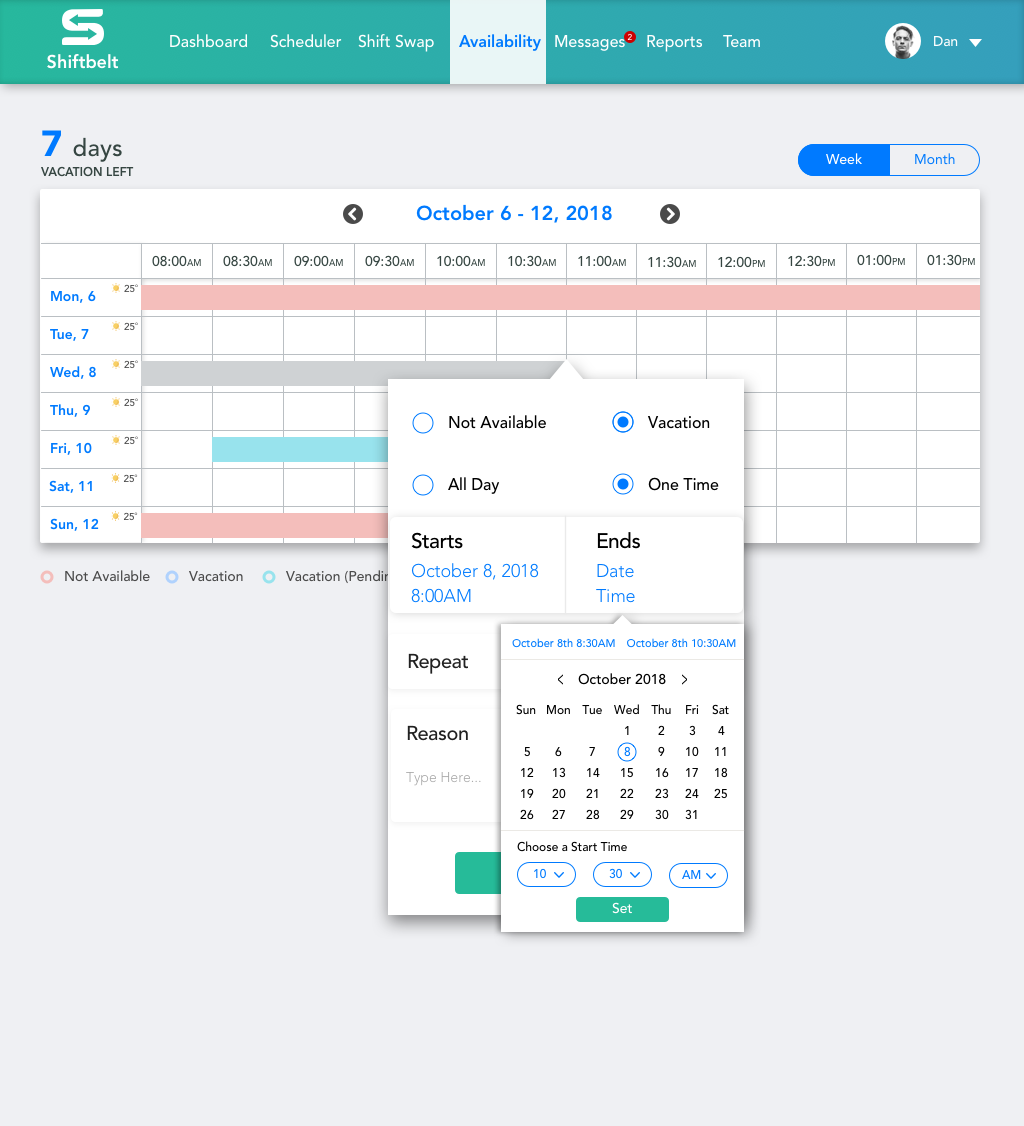 Shiftbelt
Dashboard Scheduler Shift Swap Availability Messages 2 Reports Team Dan
7 days
VACATION LEFT
Week Month
October 6 - 12, 2018
08:00AM 08:30AM 09:00AM 09:30AM 10:00AM 10:30AM 11:00AM 11:30AM 12:00PM 12:30PM 01:00PM 01:30PM
Mon, 6 25°
Tue, 7 25°
Wed, 8 25°
Thu, 9 25°
Fri, 10 25°
Sat, 11 25°
Sun, 12 25°
Not Available Vacation Vacation (Pendin
Not Available Vacation
All Day One Time
Starts
October 8, 2018
8:00AM
Ends
Date
Time
Repeat
Reason
Type Here...
October 8th 8:30AM October 8th 10:30AM
< October 2018 >
Sun Mon Tue Wed Thu Fri Sat
1 2 3 4
5 6 7 8 9 10 11
12 13 14 15 16 17 18
19 20 21 22 23 24 25
26 27 28 29 30 31
Choose a Start Time
10 30 AM
Set